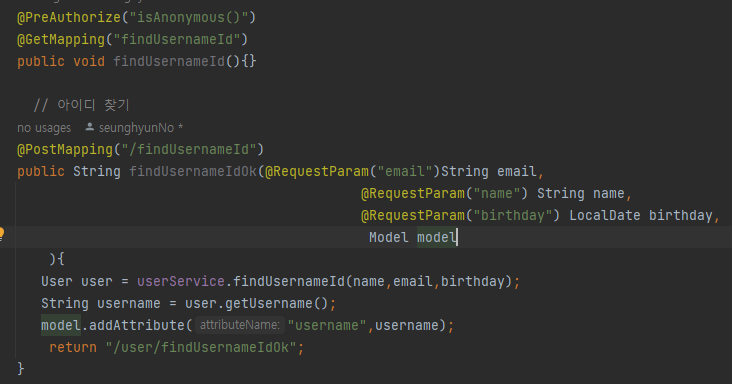 @PreAuthorize("isAnonymous()")
@GetMapping("findUsernameId")
public void findUsernameId(){}
// 아이디 찾기
no usages seunghyunNo *
@PostMapping("/findUsernameId")
public String findUsernameIdOk(@RequestParam("email")String email,
@RequestParam("name") String name,
@RequestParam("birthday") LocalDate birthday,
Model model
){
User user = userService.findUsernameId(name,email,birthday);
String username = user.getUsername();
model.addAttribute( attributeName: "username",username);
return "/user/findUsernameIdOk";
}